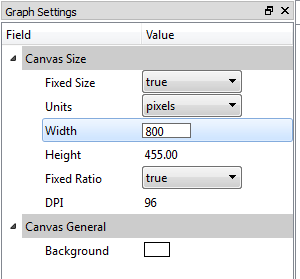 Graph Settings
Field Value
Canvas Size
Fixed Size true
Units pixels
Width 800
Height 455.00
Fixed Ratio true
DPI 96
Canvas General
Background